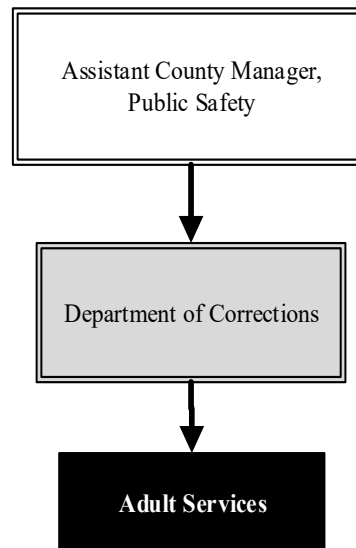 Assistant County Manager,
Public Safety
Department of Corrections
Adult Services